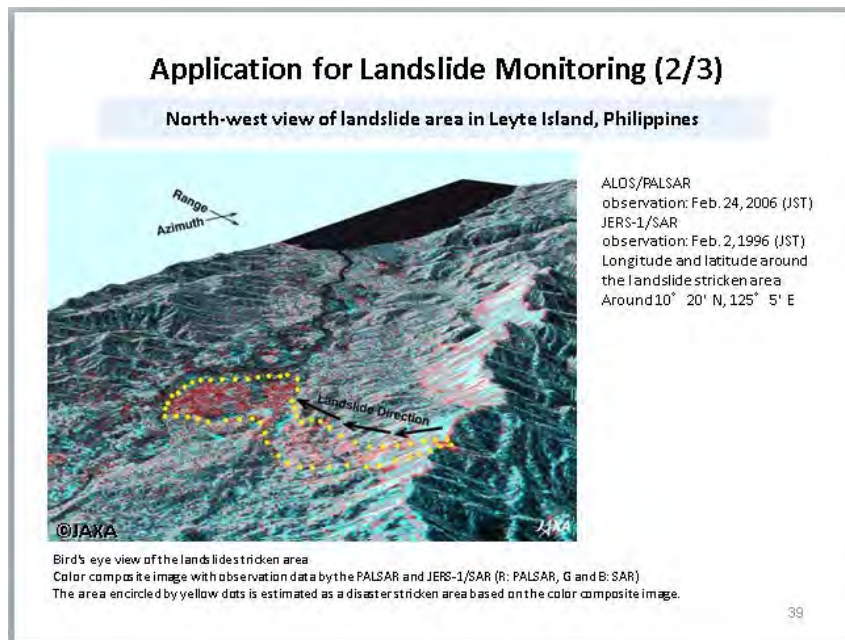 Application for Landslide Monitoring (2/3)
North-west view of landslide area in Leyte Island, Philippines
Range
Azimuth
ALOS/PALSAR
observation: Feb. 24, 2006 (JST)
JERS-1/SAR
observation: Feb. 2, 1996 (JST)
Longitude and latitude around
the landslide stricken area
Around 10° 20' N, 125° 5' E
Landslide Direction
©JAXA
JAXA
Bird's eye view of the landslide stricken area
Color composite image with observation data by the PALSAR and JERS-1/SAR (R: PALSAR, G and B: SAR)
The area encircled by yellow dots is estimated as a disaster stricken area based on the color composite image.
39